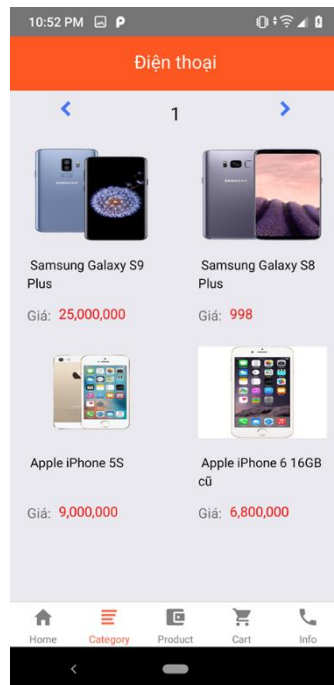 10:52 PM
Điện thoại
1
Samsung Galaxy S9
Plus
Giá: 25,000,000
Samsung Galaxy S8
Plus
Giá: 998
Apple iPhone 5S
Giá: 9,000,000
Apple iPhone 6 16GB
cũ
Giá: 6,800,000
Home Category Product Cart Info